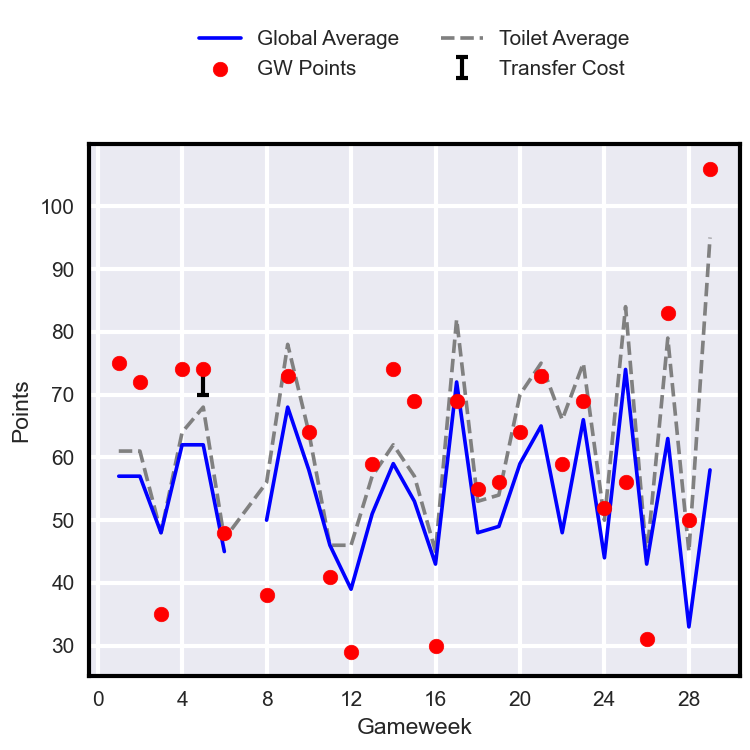 Global Average
Toilet Average
GW Points
Transfer Cost
100
90
80
70
60
50
40
30
Points
0 4 8 12 16 20 24 28
Gameweek